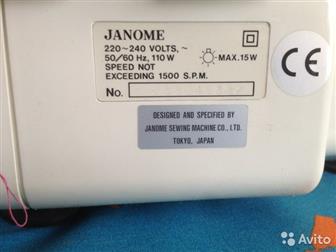 JANOME
220~240 VOLTS, ~
50/60 Hz, 110 W
MAX.15W
SPEED NOT
EXCEEDING 1500 S.P.M.
No.
CE
DESIGNED AND SPECIFIED BY
JANOME SEWING MACHINE CO., LTD.
TOKYO, JAPAN
Avito